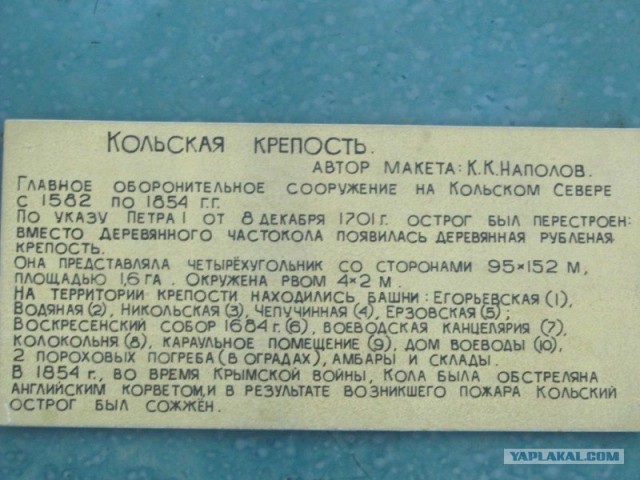 Кольская крепость.
Автор макета: К.К.Наполов.
Главное оборонительное сооружение на Кольском Севере
с 1582 по 1854 г.г.
По указу Петра I от 8 декабря 1701 г. острог был перестроен:
вместо деревянного частокола появилась деревянная рубленая
крепость.
Она представляла четырёхугольник со сторонами 95×152 м,
площадью 1,6 га. Окружена рвом 4×2 м.
На территории крепости находились башни: Егорьевская (1),
Водяная (2), Никольская (3), Чепучинная (4), Ерзовская (5);
Воскресенский собор 1684 г. (6), воеводская канцелярия (7),
колокольня (8), караульное помещение (9), дом воеводы (10),
2 пороховых погреба (в оградах), амбары и склады.
В 1854 г., во время Крымской войны, Кола была обстреляна
английским корветом, и в результате возникшего пожара Кольский
острог был сожжён.
YAPLAKAL.COM